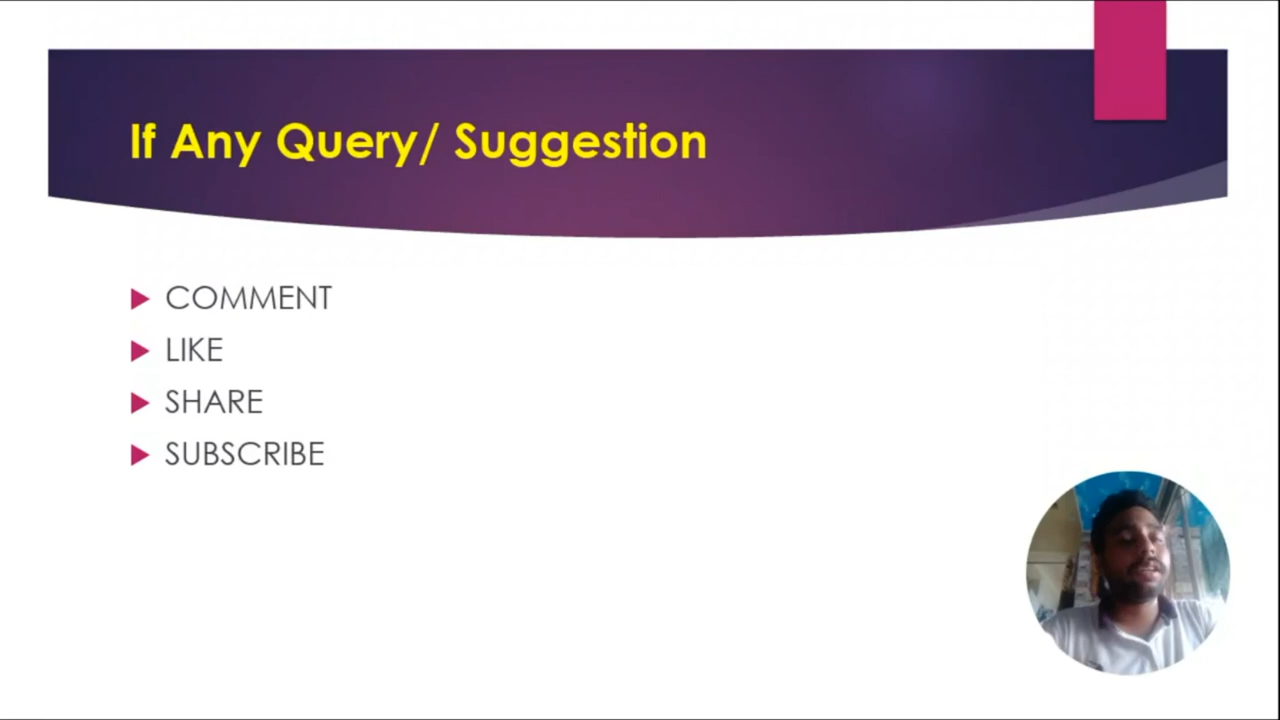 If Any Query/ Suggestion
COMMENT
LIKE
SHARE
SUBSCRIBE